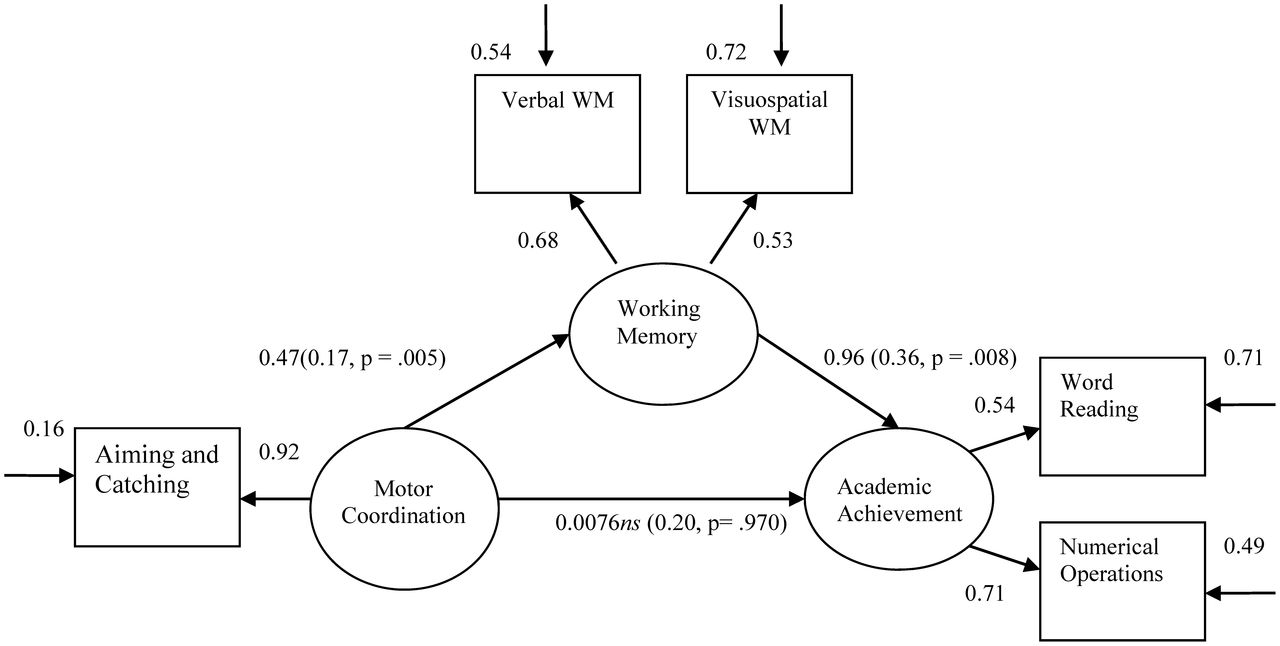 0.54
0.72
Verbal WM
Visuospatial
WM
0.68
0.53
Working
Memory
0.47(0.17, p = .005)
0.96 (0.36, p = .008)
0.71
Word
Reading
0.54
0.16
0.92
Aiming and
Catching
Motor
Coordination
Academic
Achievement
0.0076ns (0.20, p= .970)
0.49
Numerical
Operations
0.71